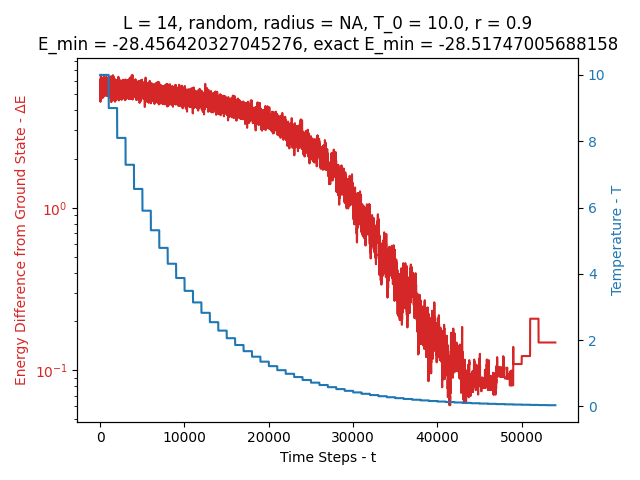 L = 14, random, radius = NA, T_0 = 10.0, r = 0.9
E_min = -28.456420327045276, exact E_min = -28.51747005688158
Energy Difference from Ground State - ΔE
10⁰
10⁻¹
10
8
6
4
2
0
Temperature - T
0
10000
20000
30000
40000
50000
Time Steps - t